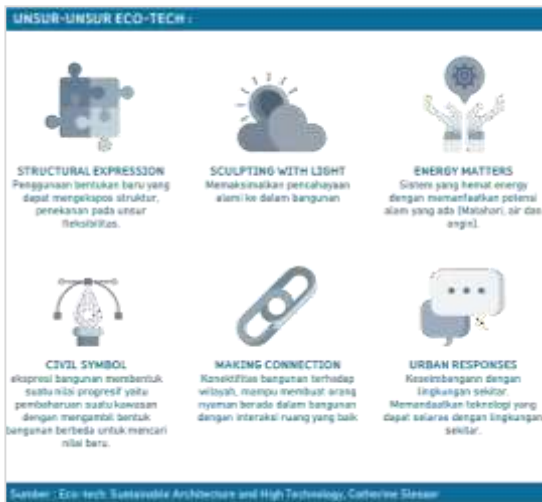 UNSUR-UNSUR ECO-TECH :
STRUCTURAL EXPRESSION
Penggunaan bentukan baru yang
dapat mengekspos struktur,
penekanan pada unsur
fleksibilitas.
SCULPTING WITH LIGHT
Memaksimalkan pencahayaan
alami ke dalam bangunan
ENERGY MATTERS
Sistem yang hemat energy
dengan memanfaatkan potensi
alam yang ada (Matahari, air dan
angin).
CIVIL SYMBOL
ekspresi bangunan membentuk
suatu nilai progresif yaitu
pembaharuan suatu kawasan
dengan mengambil bentuk
bangunan berbeda untuk mencari
nilai baru.
MAKING CONNECTION
Konektifitas bangunan terhadap
wilayah, mampu membuat orang
nyaman berada dalam bangunan
dengan interaksi ruang yang baik
URBAN RESPONSES
Keseimbangann dengan
lingkungan sekitar.
Memandaatkan teknologi yang
dapat selaras dengan lingkungan
sekitar.
Sumber : Eco-tech: Sustainable Architecture and High Technology, Catherine Slessor